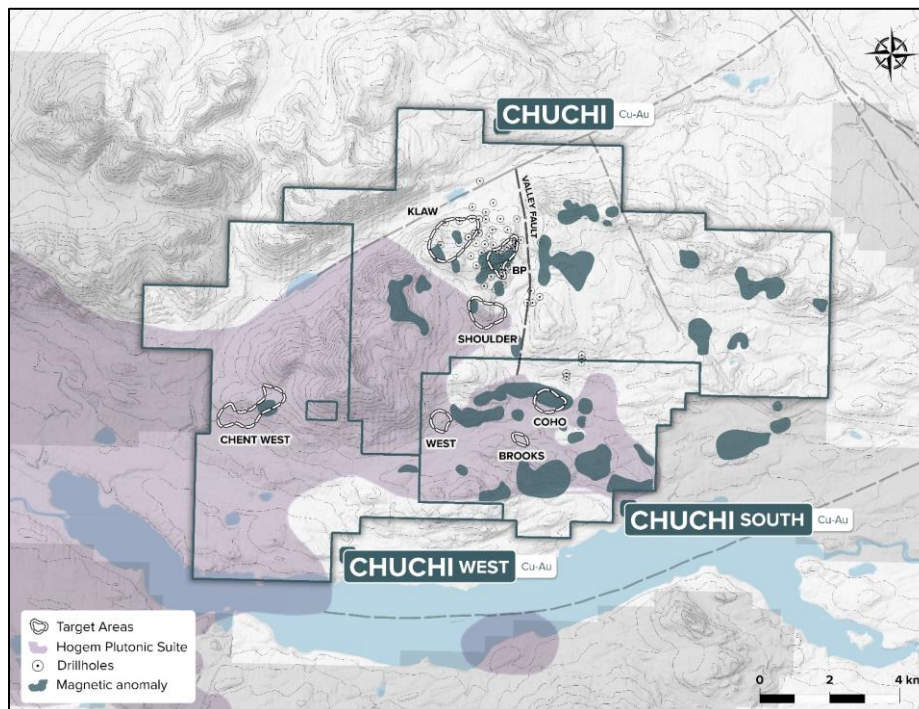 CHUCHI Cu-Au
KLAW
VALLEY FAULT
BP
SHOULDER
CHENT WEST
WEST
COHO
BROOKS
CHUCHI SOUTH Cu-Au
CHUCHI WEST Cu-Au
Target Areas
Hogem Plutonic Suite
Drillholes
Magnetic anomaly
0 2 4 km